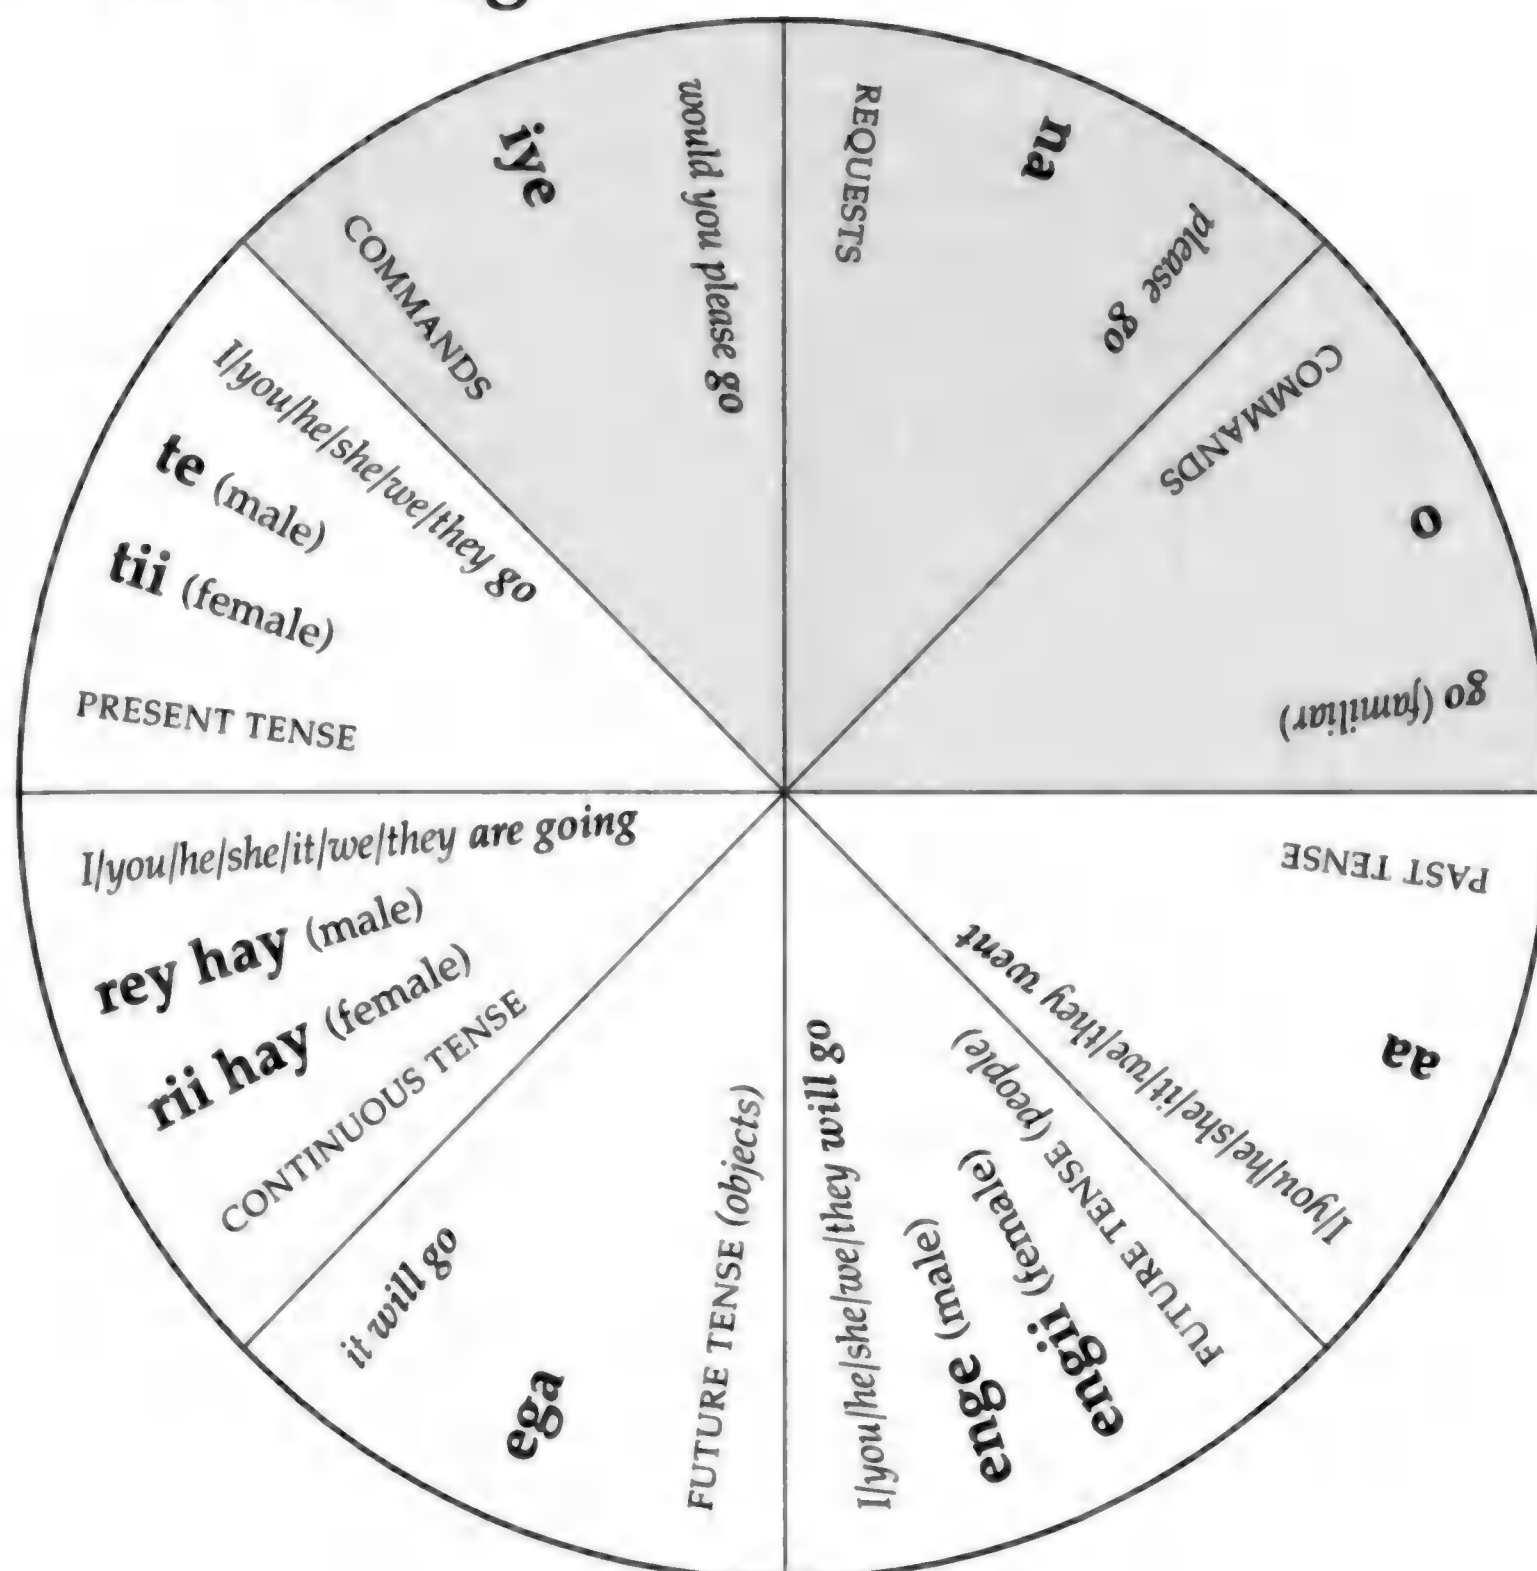 would you please go
iye
COMMANDS
REQUESTS
na
please go
COMMANDS
o
go (familiar)
PAST TENSE
aa
I/you/he/she/it/we/they went
FUTURE TENSE (people)
engii (female)
enge (male)
I/you/he/she/we/they will go
FUTURE TENSE (objects)
ega
it will go
CONTINUOUS TENSE
rii hay (female)
rey hay (male)
I/you/he/she/it/we/they are going
PRESENT TENSE
tii (female)
te (male)
I/you/he/she/we/they go